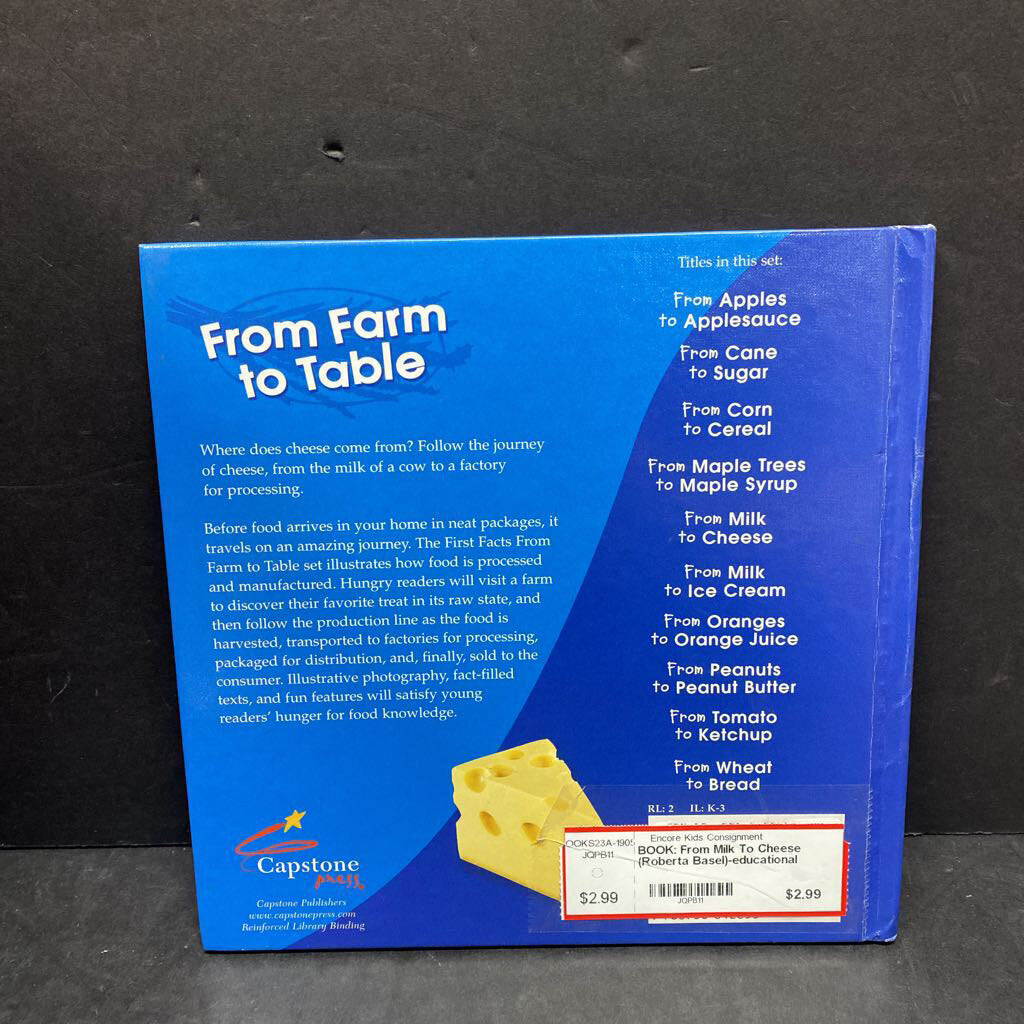 From Farm
to Table
Where does cheese come from? Follow the journey
of cheese, from the milk of a cow to a factory
for processing.
Before food arrives in your home in neat packages, it
travels on an amazing journey. The First Facts From
Farm to Table set illustrates how food is processed
and manufactured. Hungry readers will visit a farm
to discover their favorite treat in its raw state, and
then follow the production line as the food is
harvested, transported to factories for processing,
packaged for distribution, and, finally, sold to the
consumer. Illustrative photography, fact-filled
texts, and fun features will satisfy young
readers' hunger for food knowledge.
Capstone
press
Capstone Publishers
www.capstonepress.com
Reinforced Library Binding
Titles in this set:
From Apples
to Applesauce
From Cane
to Sugar
From Corn
to Cereal
From Maple Trees
to Maple Syrup
From Milk
to Cheese
From Milk
to Ice Cream
From Oranges
to Orange Juice
From Peanuts
to Peanut Butter
From Tomato
to Ketchup
From Wheat
to Bread
RL: 2 IL: K-3
OOKS23A-1905
JQPB11
$2.99
Encore Kids Consignment
BOOK: From Milk To Cheese
(Roberta Basel)-educational
JQPB11
$2.99